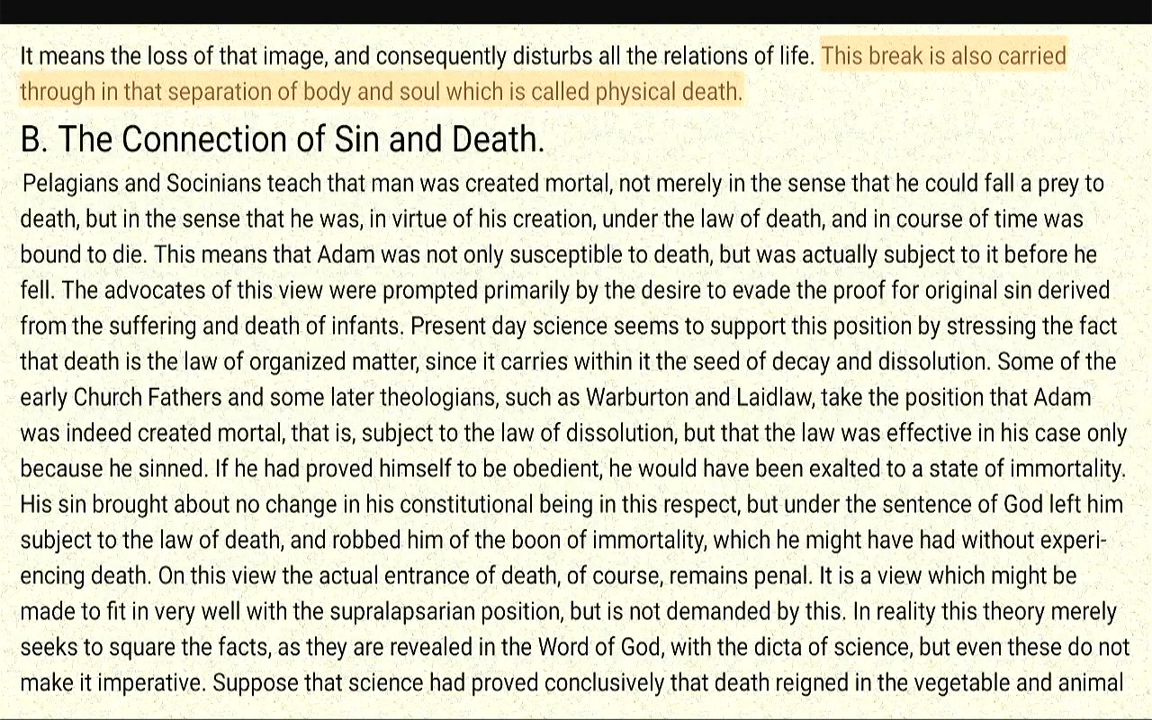 It means the loss of that image, and consequently disturbs all the relations of life. This break is also carried
through in that separation of body and soul which is called physical death.
B. The Connection of Sin and Death.
Pelagians and Socinians teach that man was created mortal, not merely in the sense that he could fall a prey to
death, but in the sense that he was, in virtue of his creation, under the law of death, and in course of time was
bound to die. This means that Adam was not only susceptible to death, but was actually subject to it before he
fell. The advocates of this view were prompted primarily by the desire to evade the proof for original sin derived
from the suffering and death of infants. Present day science seems to support this position by stressing the fact
that death is the law of organized matter, since it carries within it the seed of decay and dissolution. Some of the
early Church Fathers and some later theologians, such as Warburton and Laidlaw, take the position that Adam
was indeed created mortal, that is, subject to the law of dissolution, but that the law was effective in his case only
because he sinned. If he had proved himself to be obedient, he would have been exalted to a state of immortality.
His sin brought about no change in his constitutional being in this respect, but under the sentence of God left him
subject to the law of death, and robbed him of the boon of immortality, which he might have had without experi-
encing death. On this view the actual entrance of death, of course, remains penal. It is a view which might be
made to fit in very well with the supralapsarian position, but is not demanded by this. In reality this theory merely
seeks to square the facts, as they are revealed in the Word of God, with the dicta of science, but even these do not
make it imperative. Suppose that science had proved conclusively that death reigned in the vegetable and animal